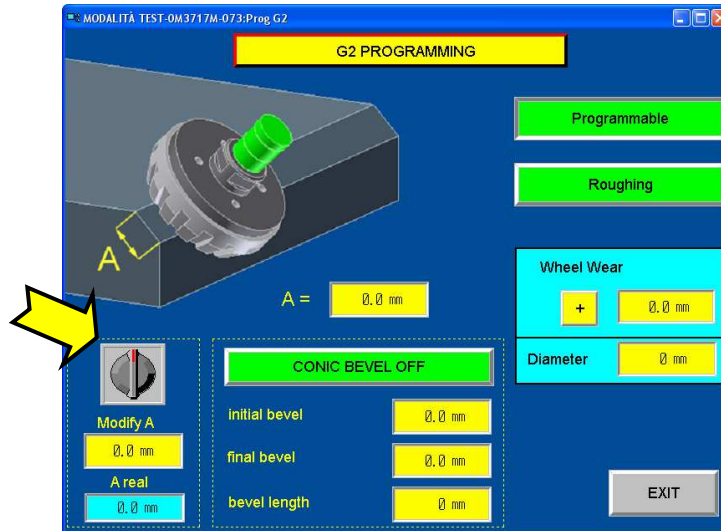 MODALITÀ TEST-0M3717M-073:Prog G2
G2 PROGRAMMING
Programmable
Roughing
A
A =
0.0 mm
Wheel Wear
+
0.0 mm
Diameter
0 mm
Modify A
0.0 mm
A real
0.0 mm
CONIC BEVEL OFF
initial bevel
0.0 mm
final bevel
0.0 mm
bevel length
0 mm
EXIT